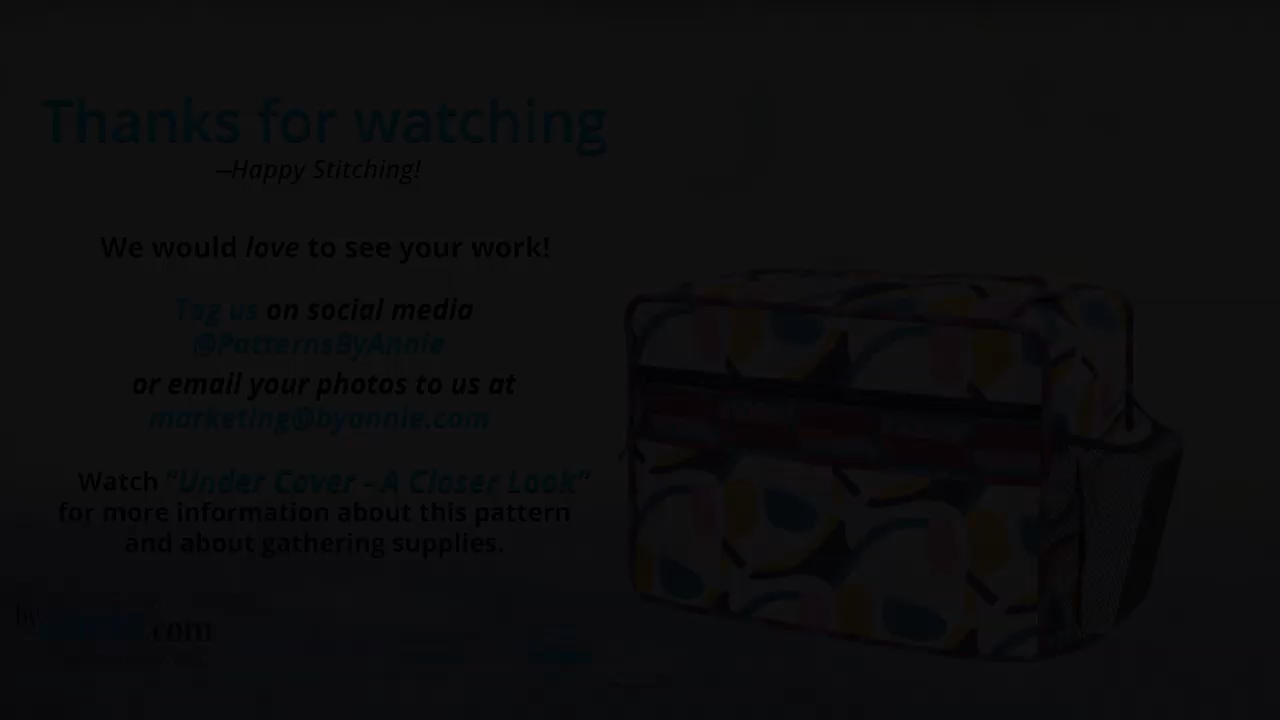 Thanks for watching
–Happy Stitching!
We would love to see your work!
Tag us on social media
@PatternsByAnnie
or email your photos to us at
marketing@byannie.com
Watch “Under Cover - A Closer Look”
for more information about this pattern
and about gathering supplies.
by
.com